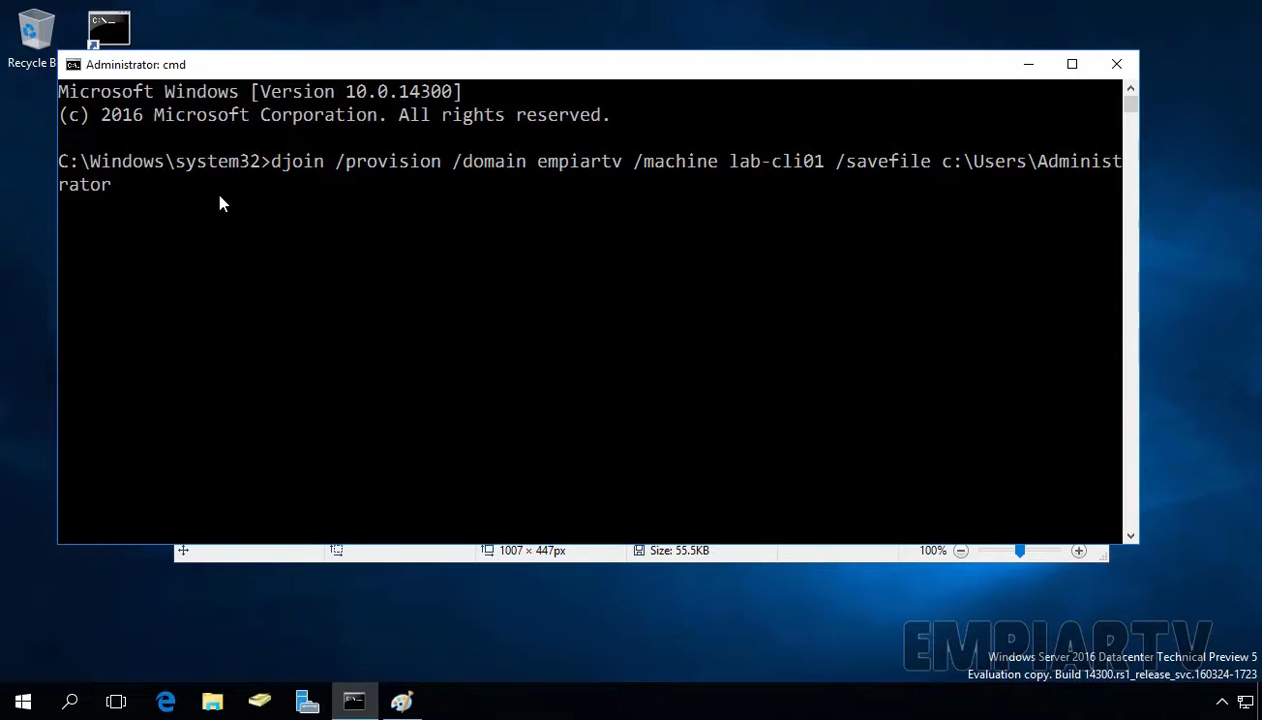 Recycle B
Administrator: cmd
Microsoft Windows [Version 10.0.14300]
(c) 2016 Microsoft Corporation. All rights reserved.
C:\Windows\system32>djoin /provision /domain empiartv /machine lab-cli01 /savefile c:\Users\Administ
rator
1007 × 447px
Size: 55.5KB
100%
EMPIARTV
Windows Server 2016 Datacenter Technical Preview 5
Evaluation copy. Build 14300.rs1_release_svc.160324-1723